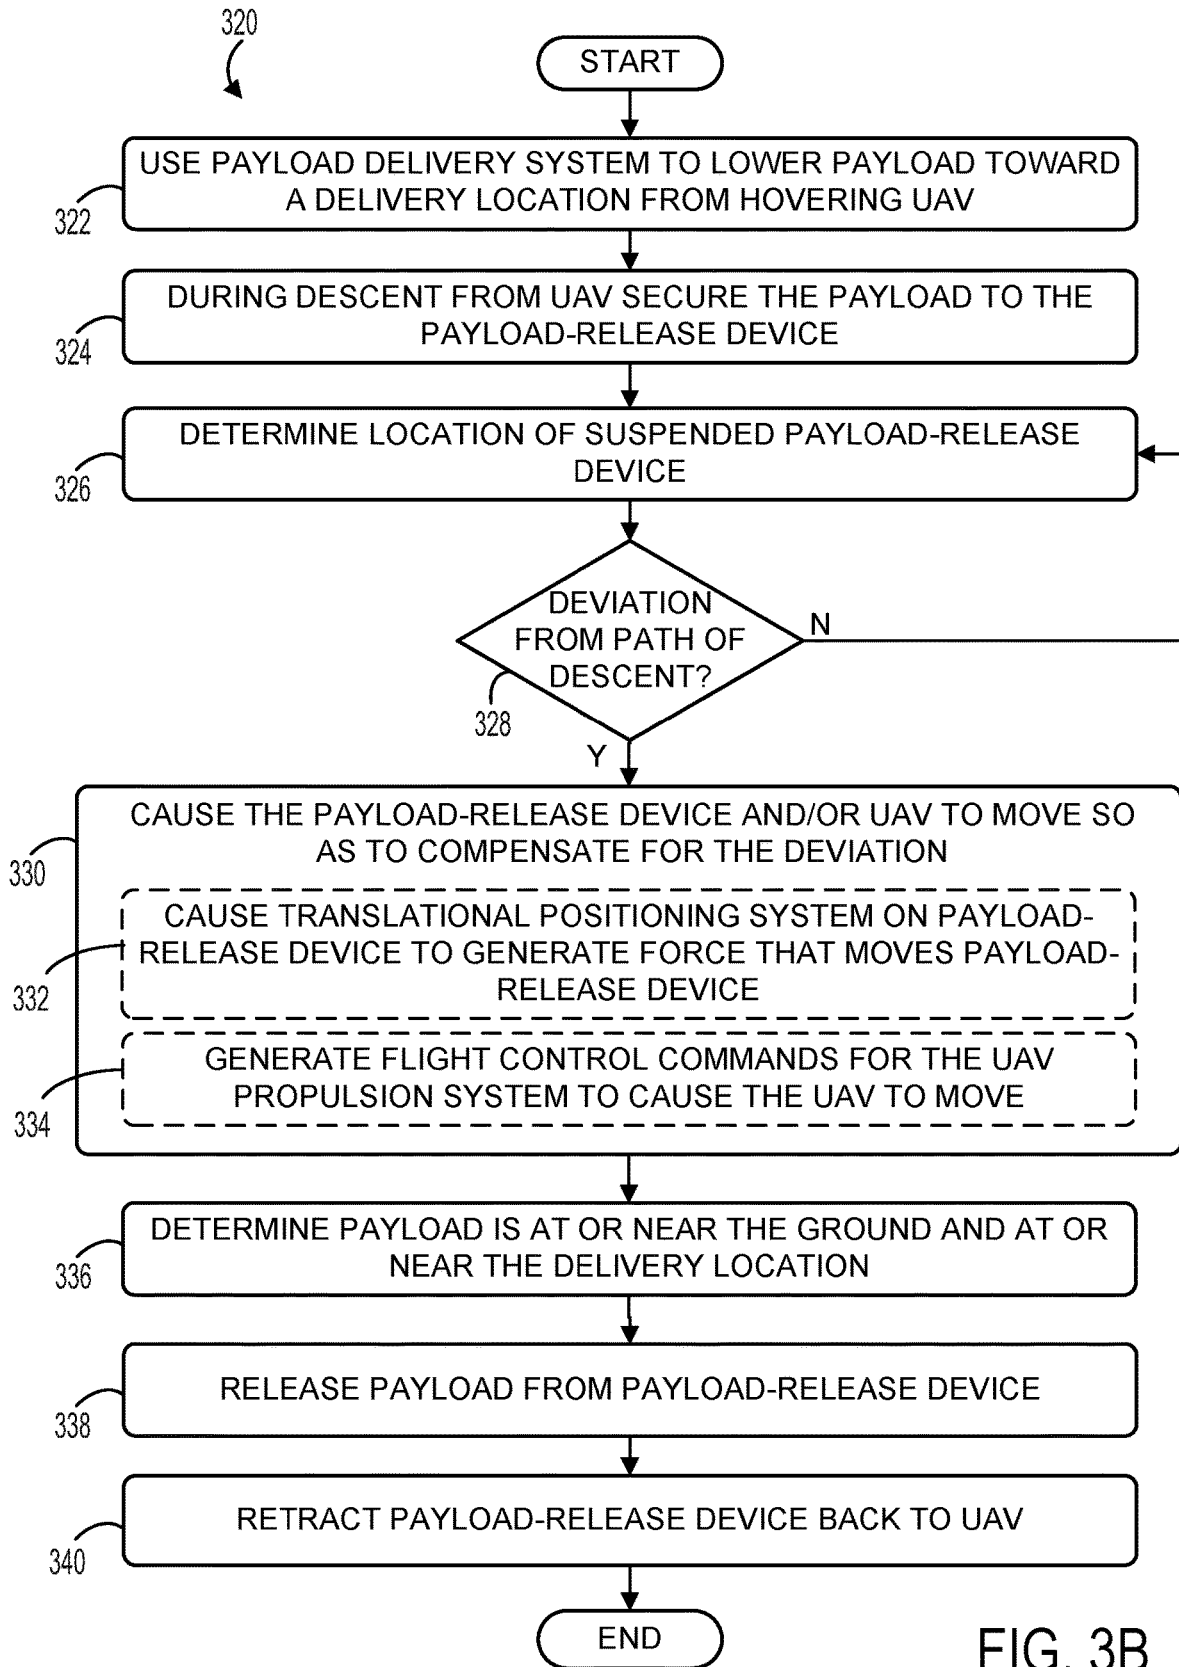 320
START
USE PAYLOAD DELIVERY SYSTEM TO LOWER PAYLOAD TOWARD
A DELIVERY LOCATION FROM HOVERING UAV
322
DURING DESCENT FROM UAV SECURE THE PAYLOAD TO THE
PAYLOAD-RELEASE DEVICE
324
DETERMINE LOCATION OF SUSPENDED PAYLOAD-RELEASE
DEVICE
326
DEVIATION
FROM PATH OF
DESCENT?
N
328
Y
CAUSE THE PAYLOAD-RELEASE DEVICE AND/OR UAV TO MOVE SO
AS TO COMPENSATE FOR THE DEVIATION
330
CAUSE TRANSLATIONAL POSITIONING SYSTEM ON PAYLOAD-
RELEASE DEVICE TO GENERATE FORCE THAT MOVES PAYLOAD-
RELEASE DEVICE
332
GENERATE FLIGHT CONTROL COMMANDS FOR THE UAV
PROPULSION SYSTEM TO CAUSE THE UAV TO MOVE
334
DETERMINE PAYLOAD IS AT OR NEAR THE GROUND AND AT OR
NEAR THE DELIVERY LOCATION
336
RELEASE PAYLOAD FROM PAYLOAD-RELEASE DEVICE
338
RETRACT PAYLOAD-RELEASE DEVICE BACK TO UAV
340
END
FIG. 3B